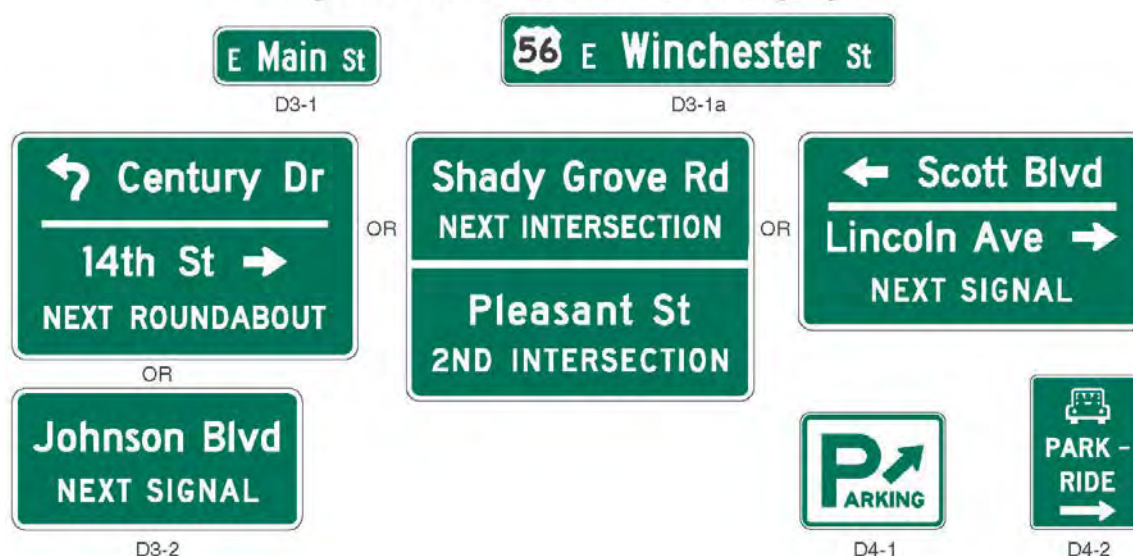 E Main St
D3-1
56 E Winchester St
D3-1a
Century Dr
14th St
NEXT ROUNDABOUT
OR
Shady Grove Rd
NEXT INTERSECTION
Pleasant St
2ND INTERSECTION
OR
Scott Blvd
Lincoln Ave
NEXT SIGNAL
OR
Johnson Blvd
NEXT SIGNAL
D3-2
PARKING
D4-1
PARK -
RIDE
D4-2